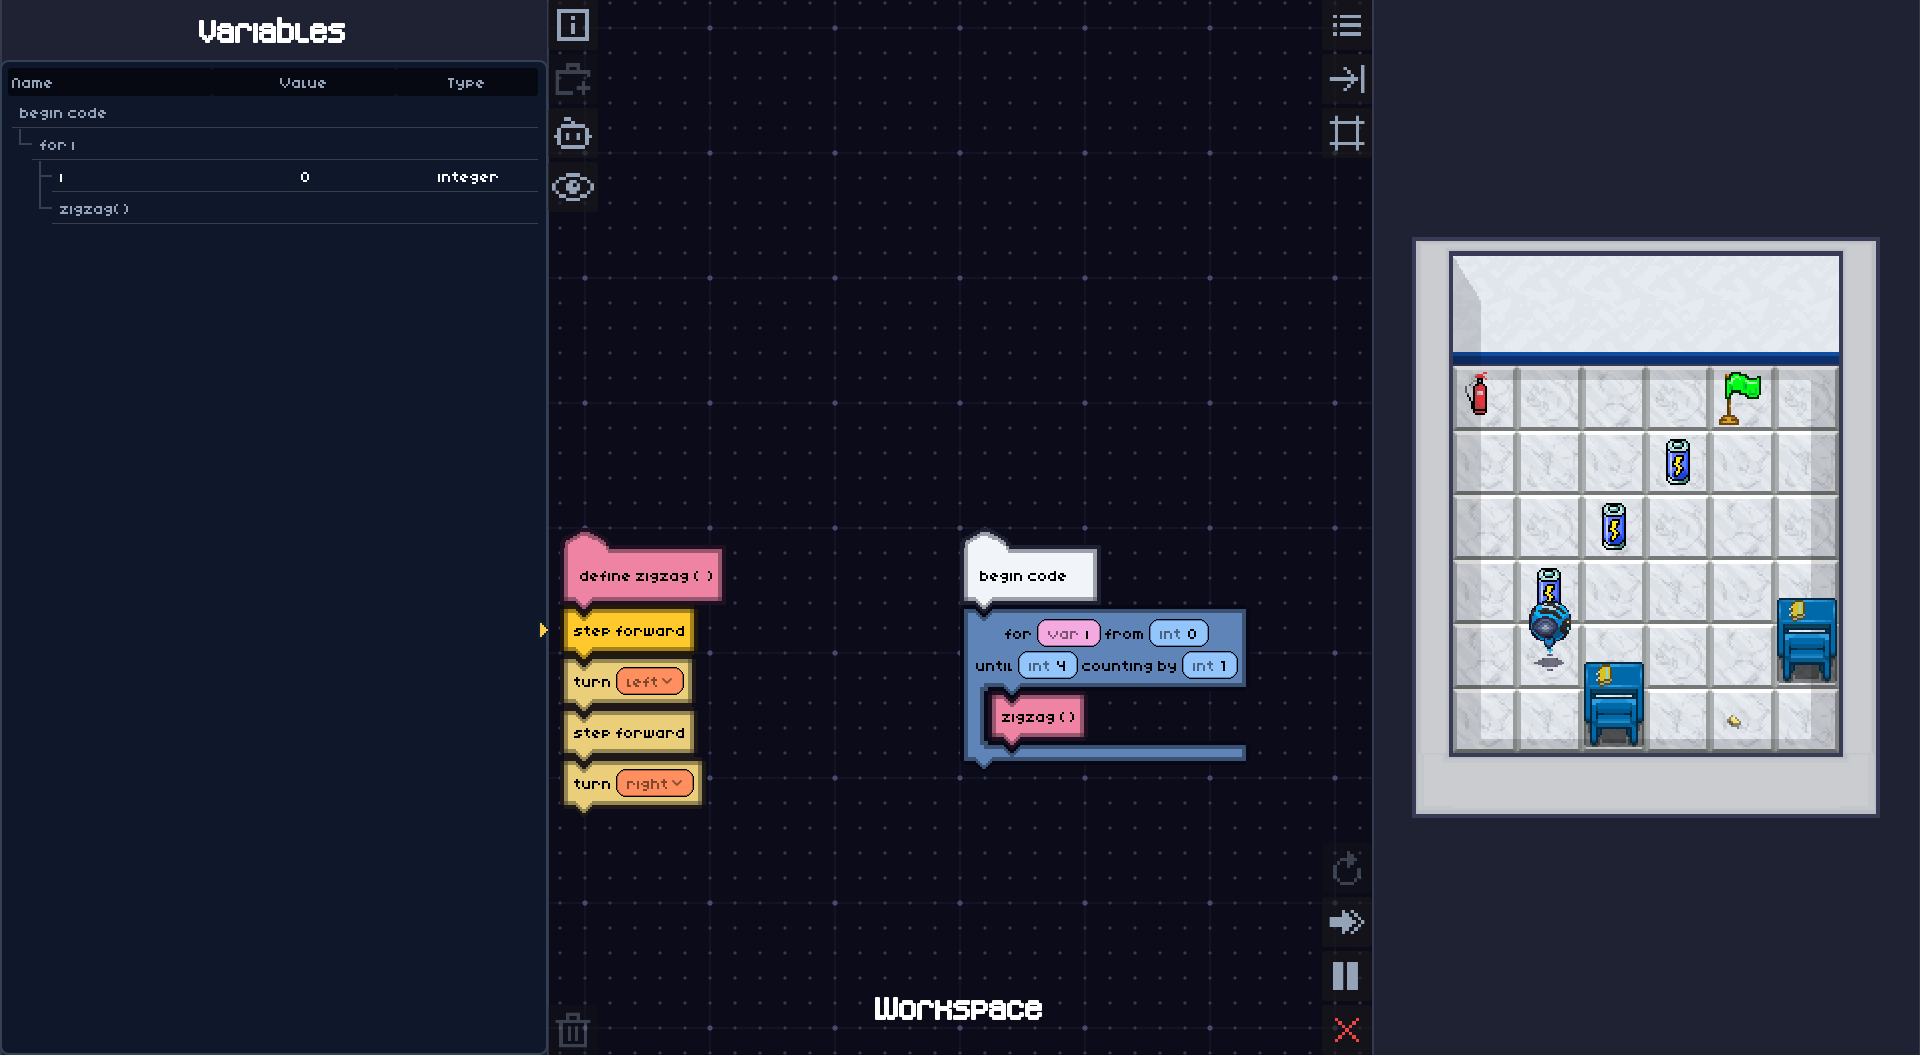 Variables
Name Value Type
begin code
for i
i 0 integer
zigzag()
define zigzag ( )
step forward
turn left
step forward
turn right
begin code
for var i from int 0
until int 4 counting by int 1
zigzag ( )
Workspace